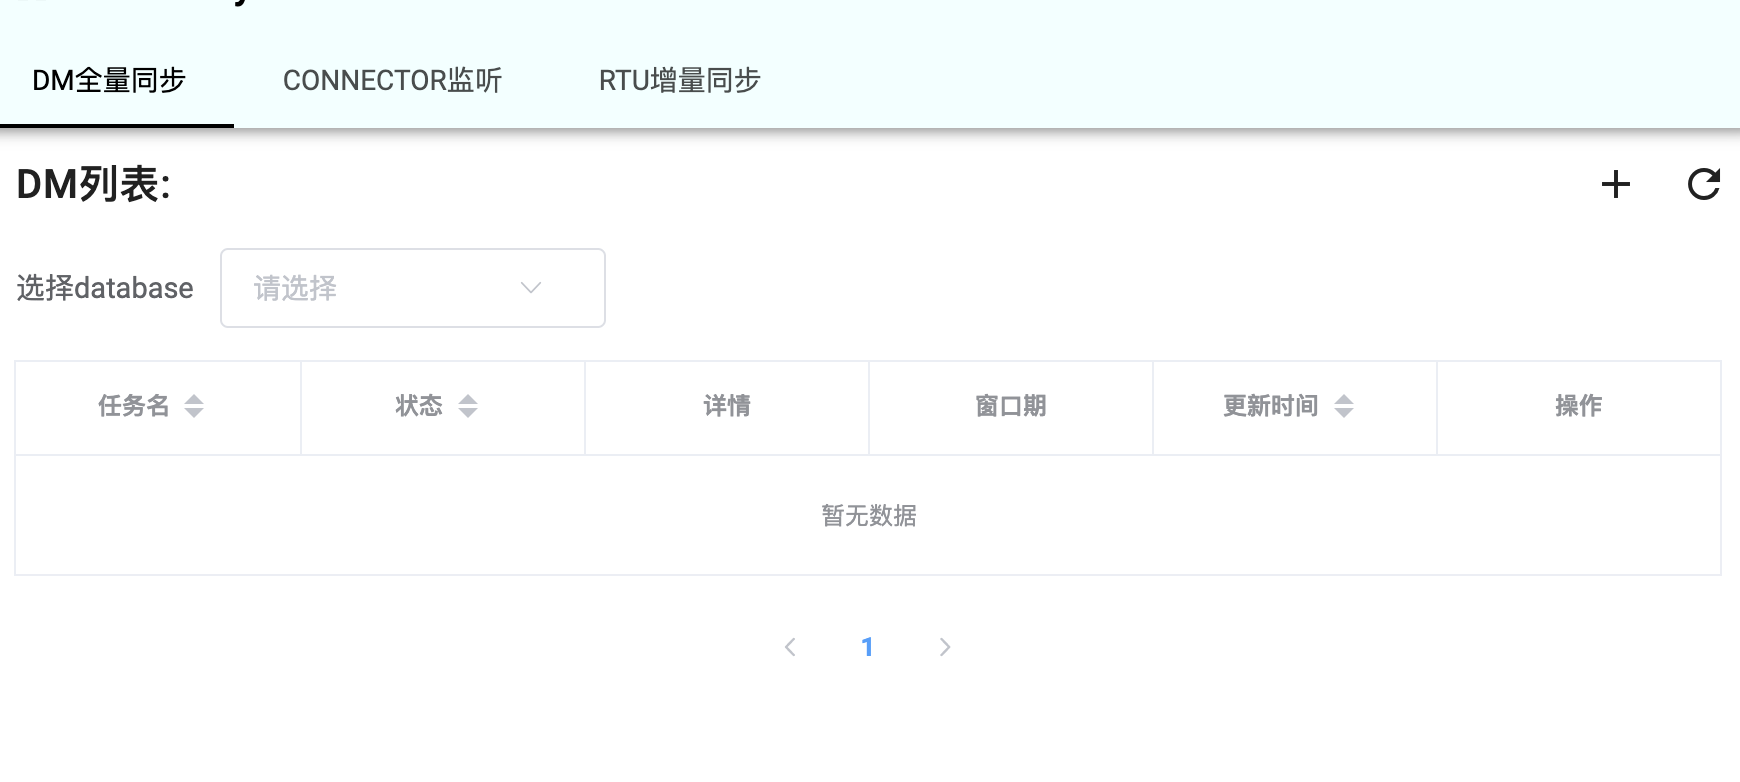 DM全量同步 CONNECTOR监听 RTU增量同步
DM列表:
选择database 请选择
任务名 状态 详情 窗口期 更新时间 操作
暂无数据
1